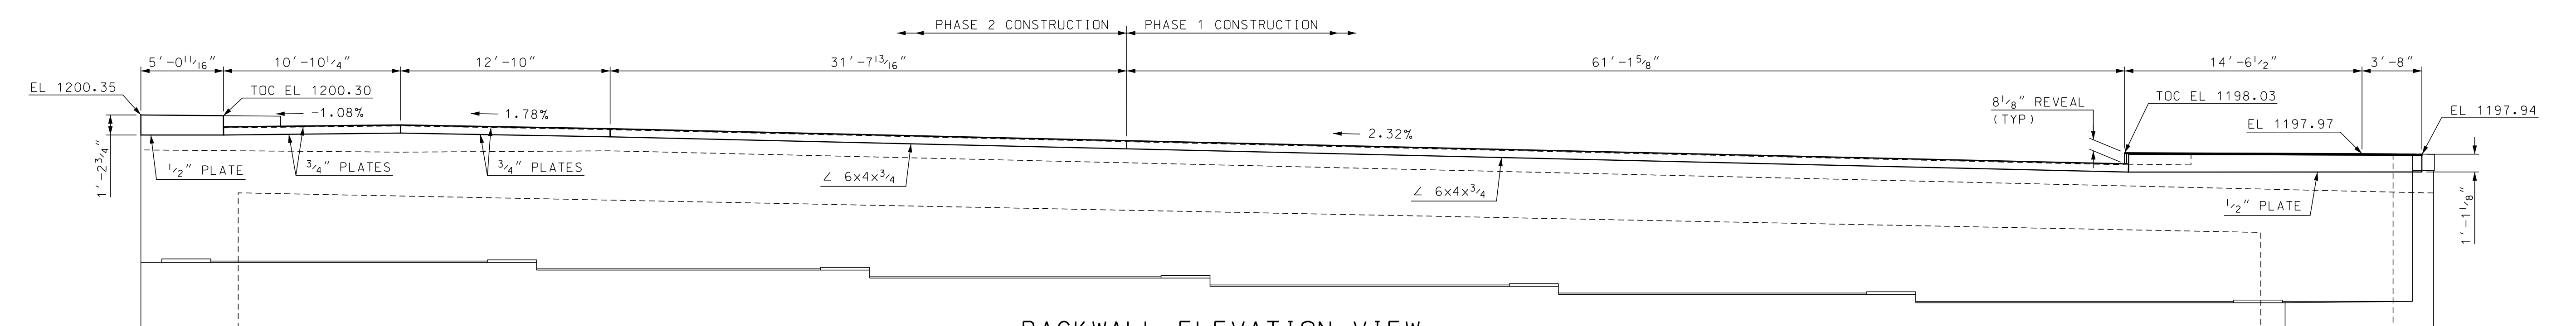 PHASE 2 CONSTRUCTION PHASE 1 CONSTRUCTION
5'-0 11/16" 10'-10 1/4" 12'-10" 31'-7 13/16" 61'-1 5/8" 14'-6 1/2" 3'-8"
EL 1200.35
TOC EL 1200.30
-1.08%
1.78%
2.32%
8 1/8" REVEAL
(TYP)
TOC EL 1198.03
EL 1197.97
EL 1197.94
1'-2 3/4"
1/2" PLATE
3/4" PLATES
3/4" PLATES
∠ 6x4x3/4
∠ 6x4x3/4
1/2" PLATE
1'-1 1/8"
BACKWALL ELEVATION VIEW